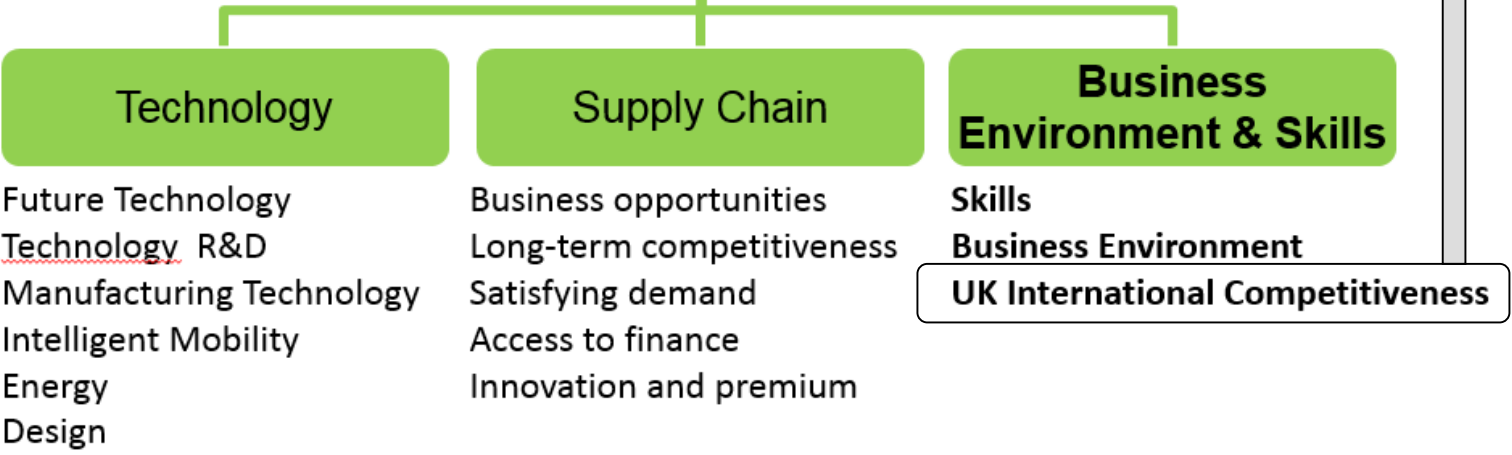 Technology
Supply Chain
Business
Environment & Skills
Future Technology
Technology  R&D
Manufacturing Technology
Intelligent Mobility
Energy
Design
Business opportunities
Long-term competitiveness
Satisfying demand
Access to finance
Innovation and premium
Skills
Business Environment
UK International Competitiveness